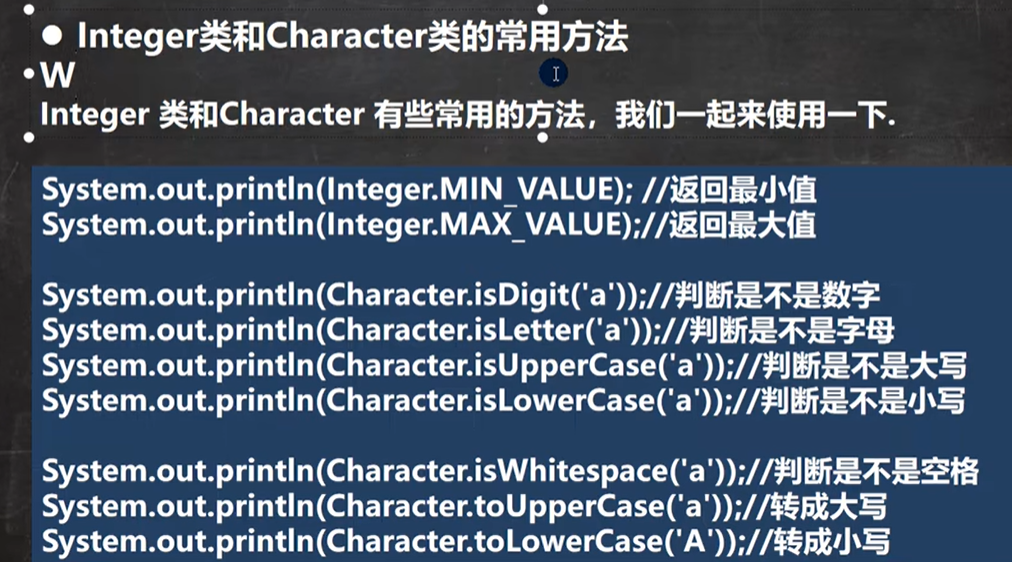 ● Integer类和Character类的常用方法
W
Integer 类和Character 有些常用的方法，我们一起来使用一下.
System.out.println(Integer.MIN_VALUE); //返回最小值
System.out.println(Integer.MAX_VALUE);//返回最大值
System.out.println(Character.isDigit('a'));//判断是不是数字
System.out.println(Character.isLetter('a'));//判断是不是字母
System.out.println(Character.isUpperCase('a'));//判断是不是大写
System.out.println(Character.isLowerCase('a'));//判断是不是小写
System.out.println(Character.isWhitespace('a'));//判断是不是空格
System.out.println(Character.toUpperCase('a'));//转成大写
System.out.println(Character.toLowerCase('A'));//转成小写